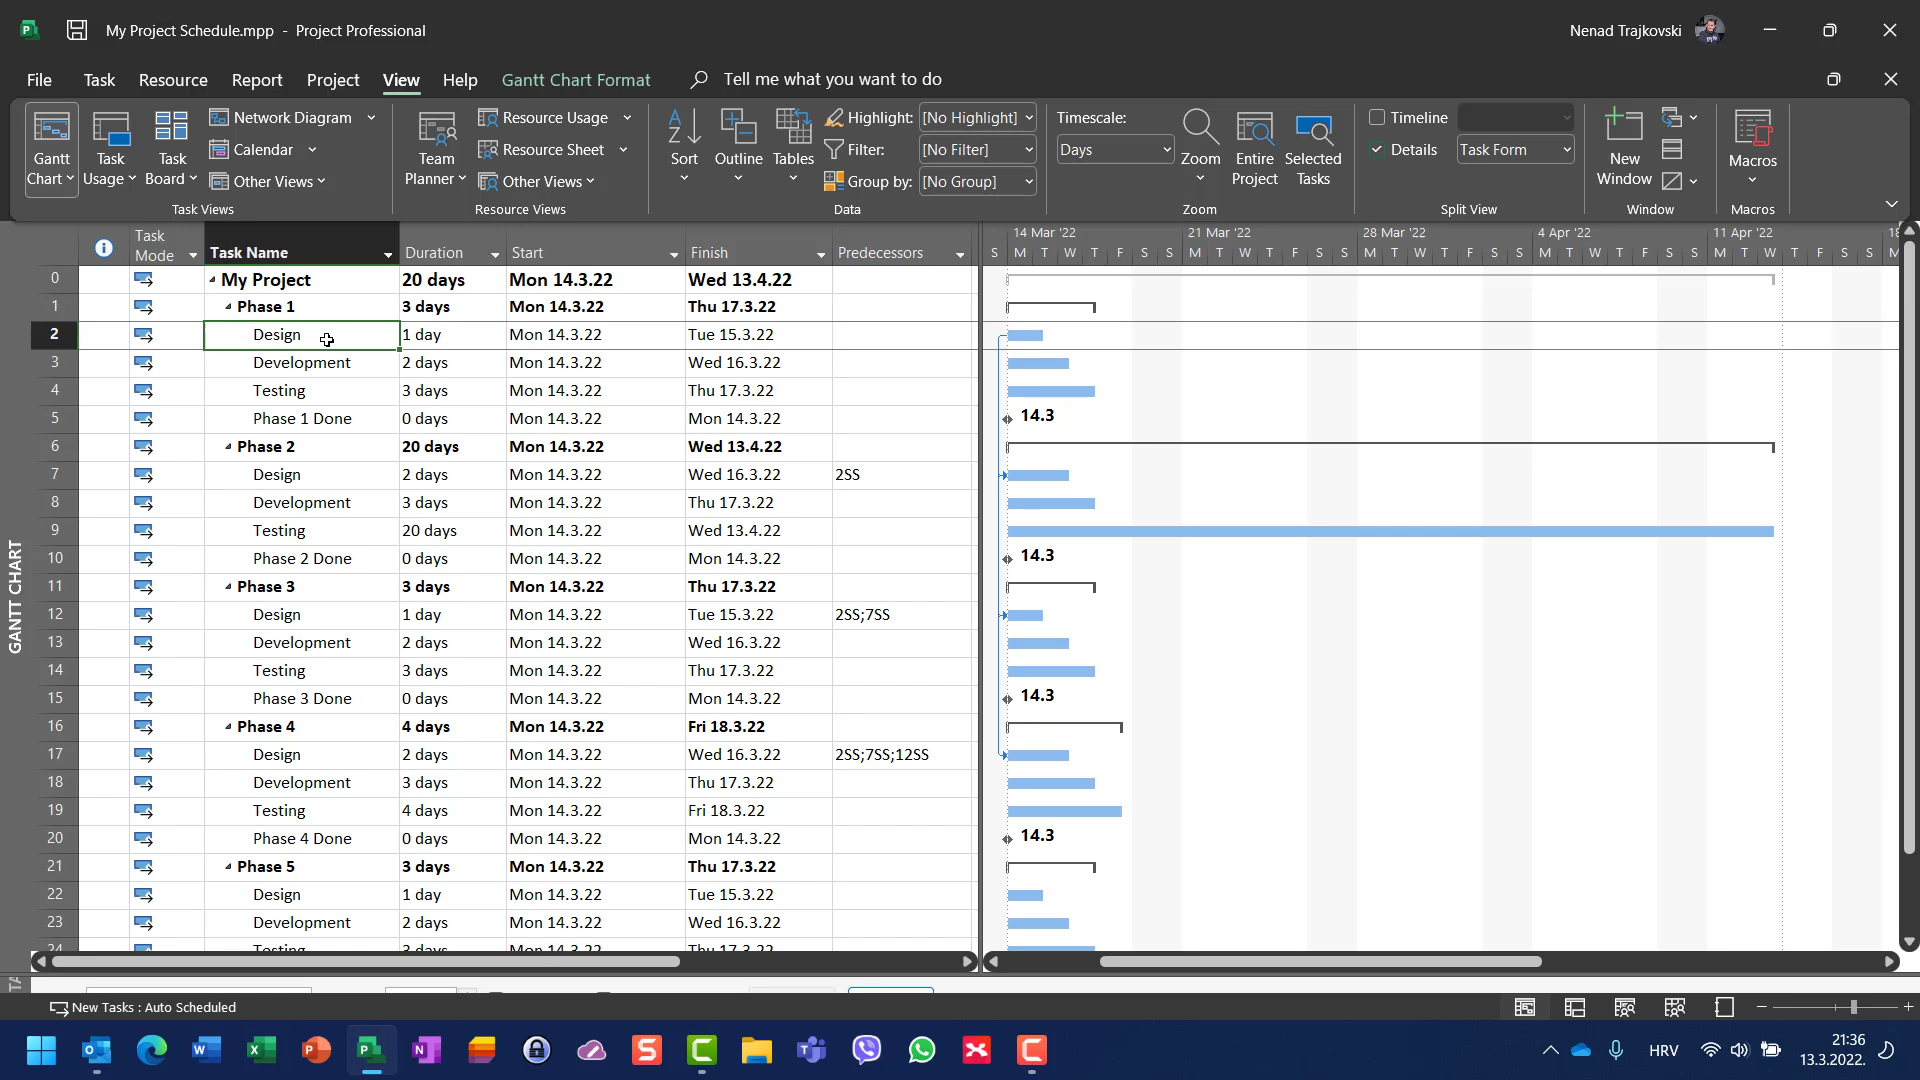 My Project Schedule.mpp - Project Professional
Nenad Trajkovski
File Task Resource Report Project View Help Gantt Chart Format Tell me what you want to do
Gantt Chart
Task Usage
Task Board
Network Diagram
Calendar
Other Views
Task Views
Team Planner
Resource Usage
Resource Sheet
Other Views
Resource Views
Sort
Outline
Tables
Highlight: [No Highlight]
Filter: [No Filter]
Group by: [No Group]
Data
Timescale:
Days
Zoom
Entire Project
Selected Tasks
Zoom
Timeline
Details Task Form
Split View
New Window
Window
Macros
Macros
Task Mode Task Name Duration Start Finish Predecessors
14 Mar '22 21 Mar '22 28 Mar '22 4 Apr '22 11 Apr '22 18
S M T W T F S S M T W T F S S M T W T F S S M T W T F S S M T W T F S S M
0 My Project 20 days Mon 14.3.22 Wed 13.4.22
1 Phase 1 3 days Mon 14.3.22 Thu 17.3.22
2 Design 1 day Mon 14.3.22 Tue 15.3.22
3 Development 2 days Mon 14.3.22 Wed 16.3.22
4 Testing 3 days Mon 14.3.22 Thu 17.3.22
5 Phase 1 Done 0 days Mon 14.3.22 Mon 14.3.22 14.3
6 Phase 2 20 days Mon 14.3.22 Wed 13.4.22
7 Design 2 days Mon 14.3.22 Wed 16.3.22 2SS
8 Development 3 days Mon 14.3.22 Thu 17.3.22
9 Testing 20 days Mon 14.3.22 Wed 13.4.22
10 Phase 2 Done 0 days Mon 14.3.22 Mon 14.3.22 14.3
11 Phase 3 3 days Mon 14.3.22 Thu 17.3.22
12 Design 1 day Mon 14.3.22 Tue 15.3.22 2SS;7SS
13 Development 2 days Mon 14.3.22 Wed 16.3.22
14 Testing 3 days Mon 14.3.22 Thu 17.3.22
15 Phase 3 Done 0 days Mon 14.3.22 Mon 14.3.22 14.3
16 Phase 4 4 days Mon 14.3.22 Fri 18.3.22
17 Design 2 days Mon 14.3.22 Wed 16.3.22 2SS;7SS;12SS
18 Development 3 days Mon 14.3.22 Thu 17.3.22
19 Testing 4 days Mon 14.3.22 Fri 18.3.22
20 Phase 4 Done 0 days Mon 14.3.22 Mon 14.3.22 14.3
21 Phase 5 3 days Mon 14.3.22 Thu 17.3.22
22 Design 1 day Mon 14.3.22 Tue 15.3.22
23 Development 2 days Mon 14.3.22 Wed 16.3.22
24 Testing 3 days Mon 14.3.22 Thu 17.3.22
GANTT CHART
TA
New Tasks : Auto Scheduled
HRV
21:36
13.3.2022.